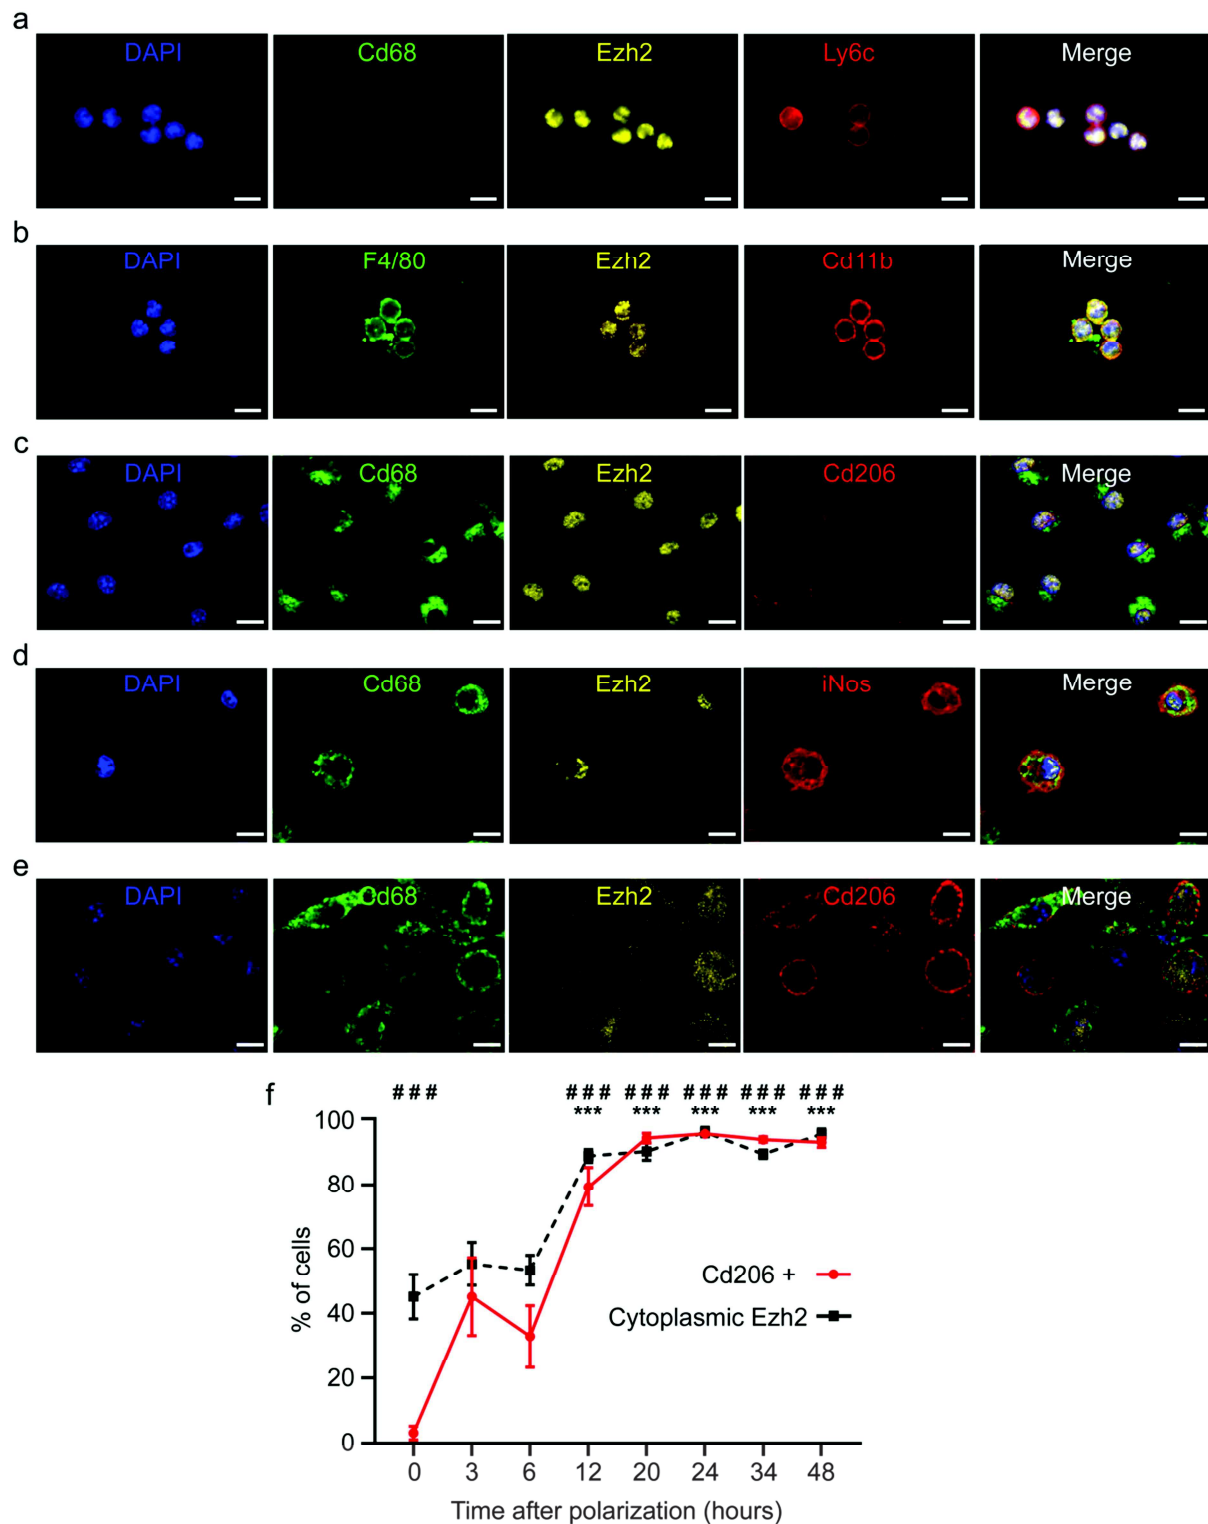 a
DAPI Cd68 Ezh2 Ly6c Merge
b
DAPI F4/80 Ezh2 Cd11b Merge
c
DAPI Cd68 Ezh2 Cd206 Merge
d
DAPI Cd68 Ezh2 iNos Merge
e
DAPI Cd68 Ezh2 Cd206 Merge
f
### ### ### ### ### ###
*** *** *** *** ***
100
80
60
40
20
0
% of cells
Cd206 +
Cytoplasmic Ezh2
0 3 6 12 20 24 34 48
Time after polarization (hours)